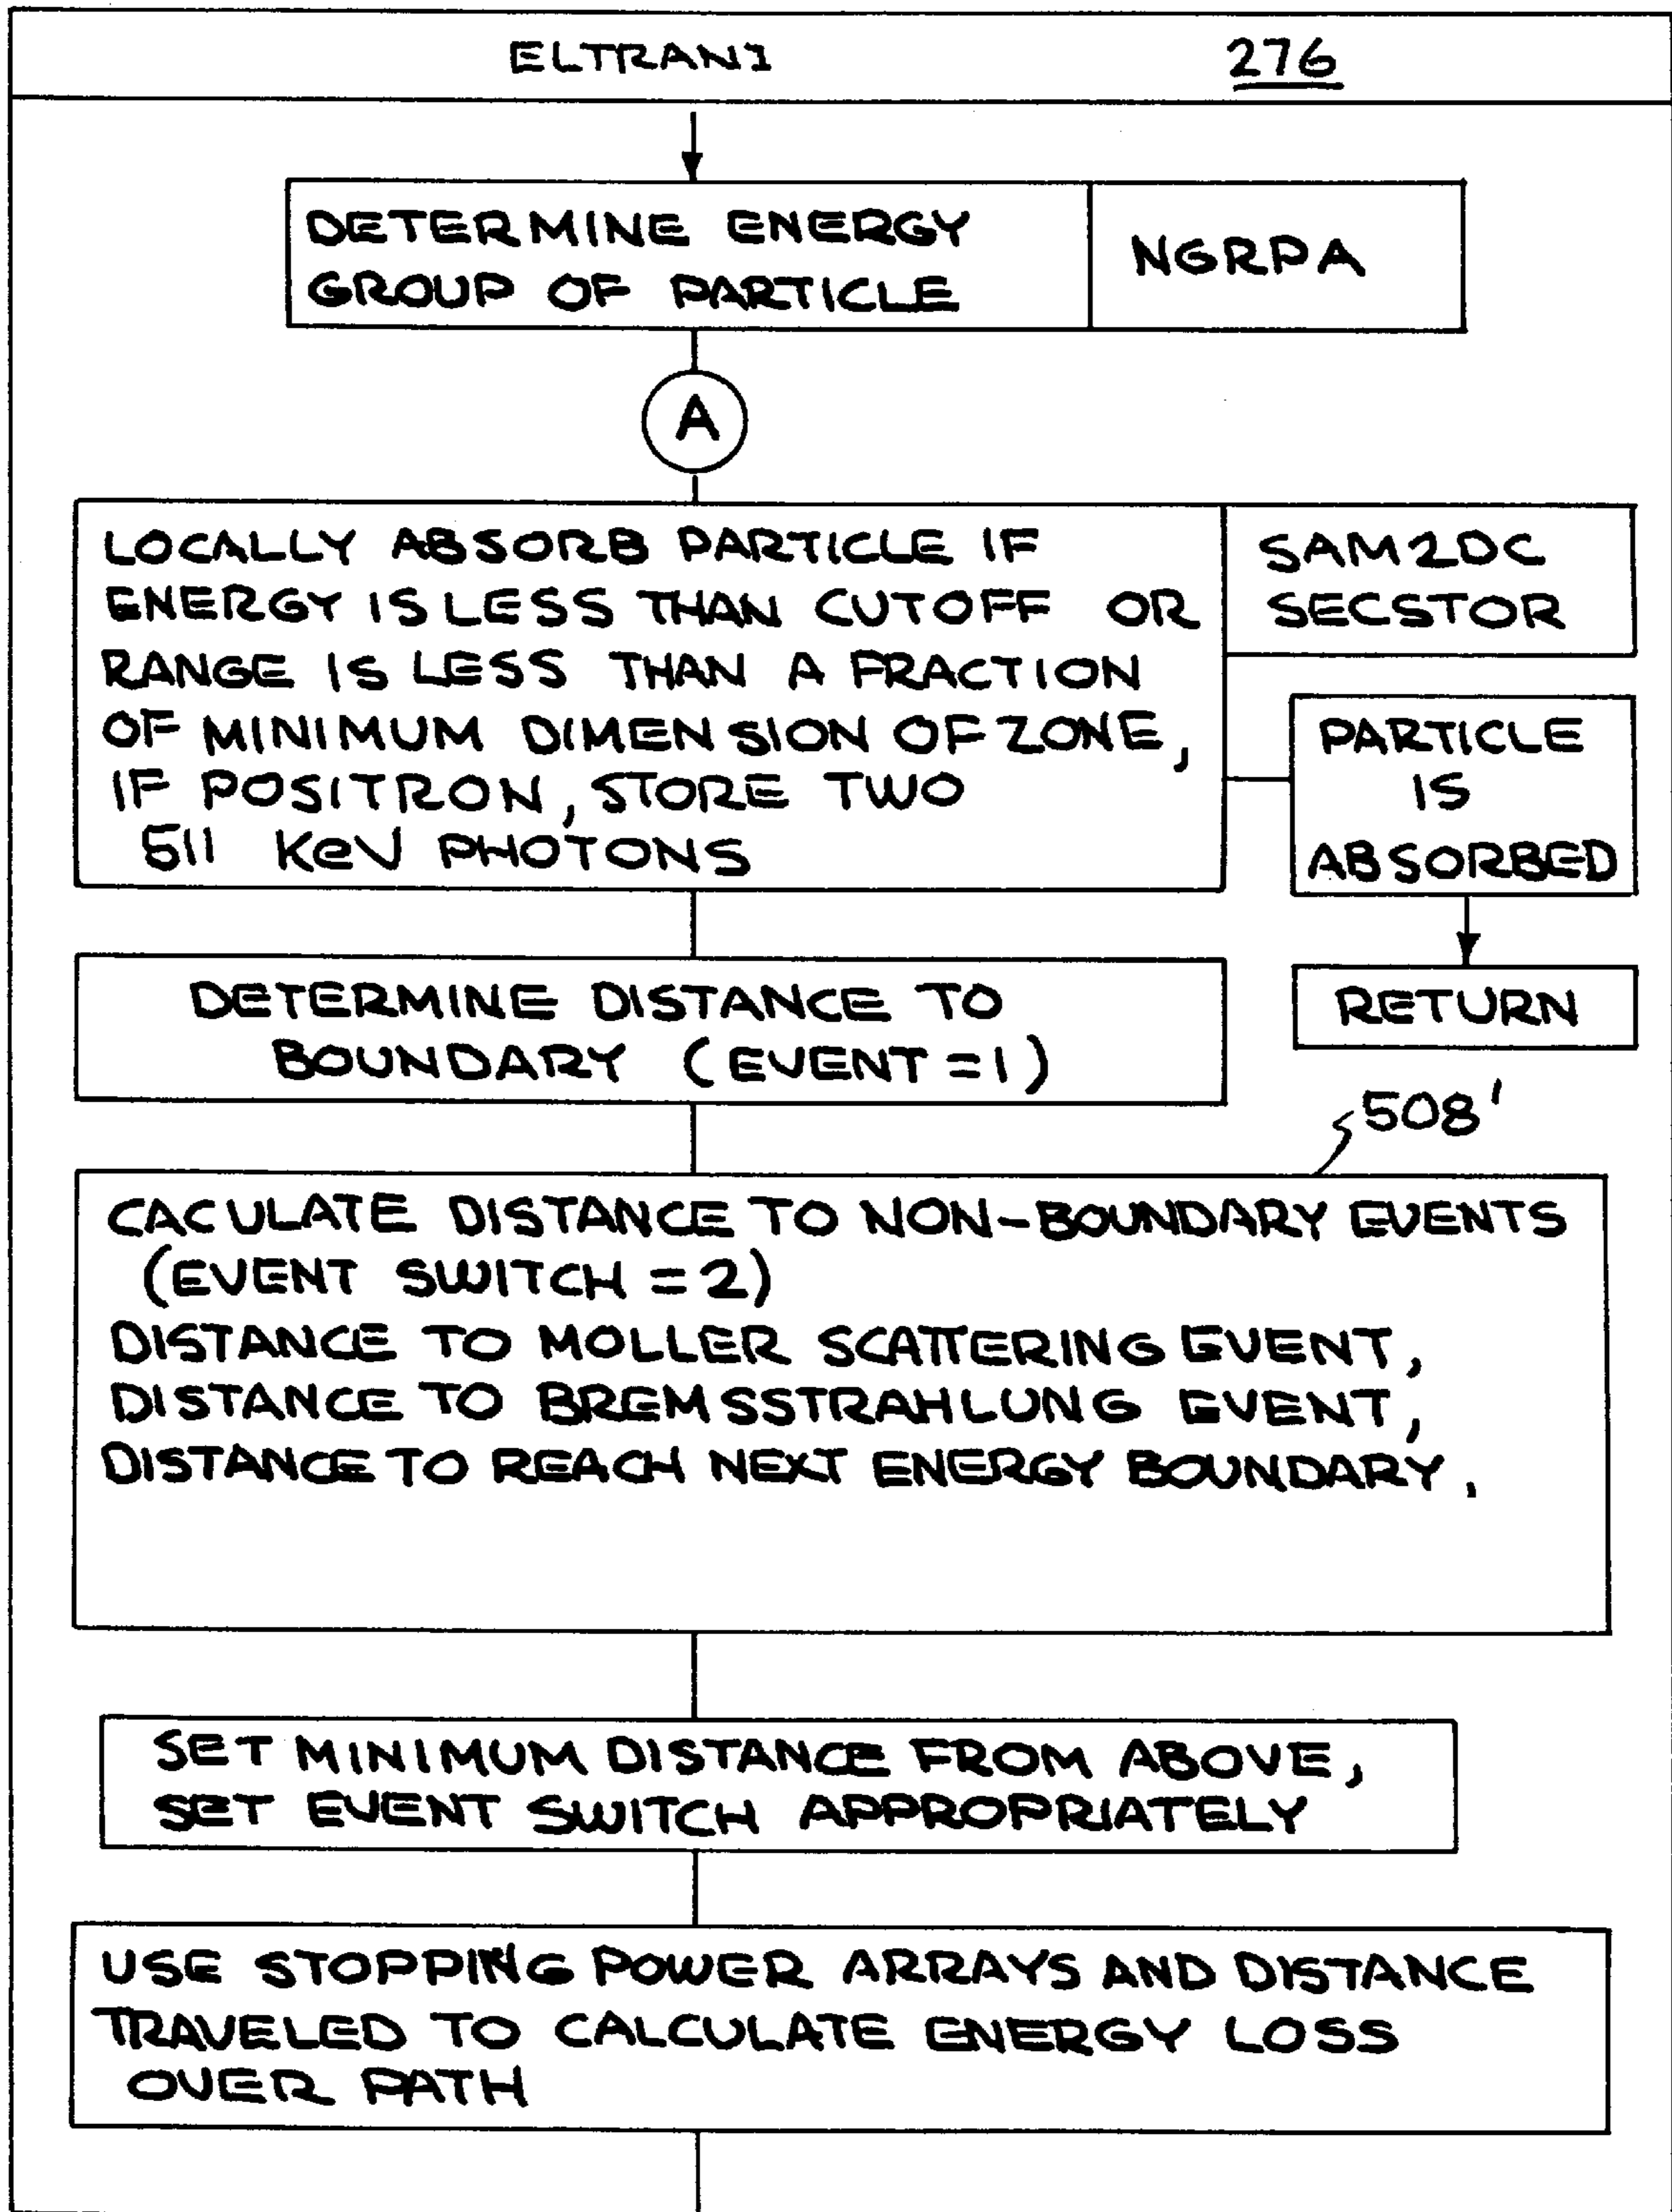 ELTRAN1 276
DETERMINE ENERGY
GROUP OF PARTICLE
NGRPA
A
LOCALLY ABSORB PARTICLE IF
ENERGY IS LESS THAN CUTOFF OR
RANGE IS LESS THAN A FRACTION
OF MINIMUM DIMENSION OF ZONE,
IF POSITRON, STORE TWO
511 KeV PHOTONS
SAM2DC
SECSTOR
PARTICLE
IS
ABSORBED
RETURN
DETERMINE DISTANCE TO
BOUNDARY (EVENT = 1)
508'
CACULATE DISTANCE TO NON-BOUNDARY EVENTS
(EVENT SWITCH = 2)
DISTANCE TO MOLLER SCATTERING EVENT,
DISTANCE TO BREMSSTRAHLUNG EVENT,
DISTANCE TO REACH NEXT ENERGY BOUNDARY.
SET MINIMUM DISTANCE FROM ABOVE,
SET EVENT SWITCH APPROPRIATELY
USE STOPPING POWER ARRAYS AND DISTANCE
TRAVELED TO CALCULATE ENERGY LOSS
OVER PATH